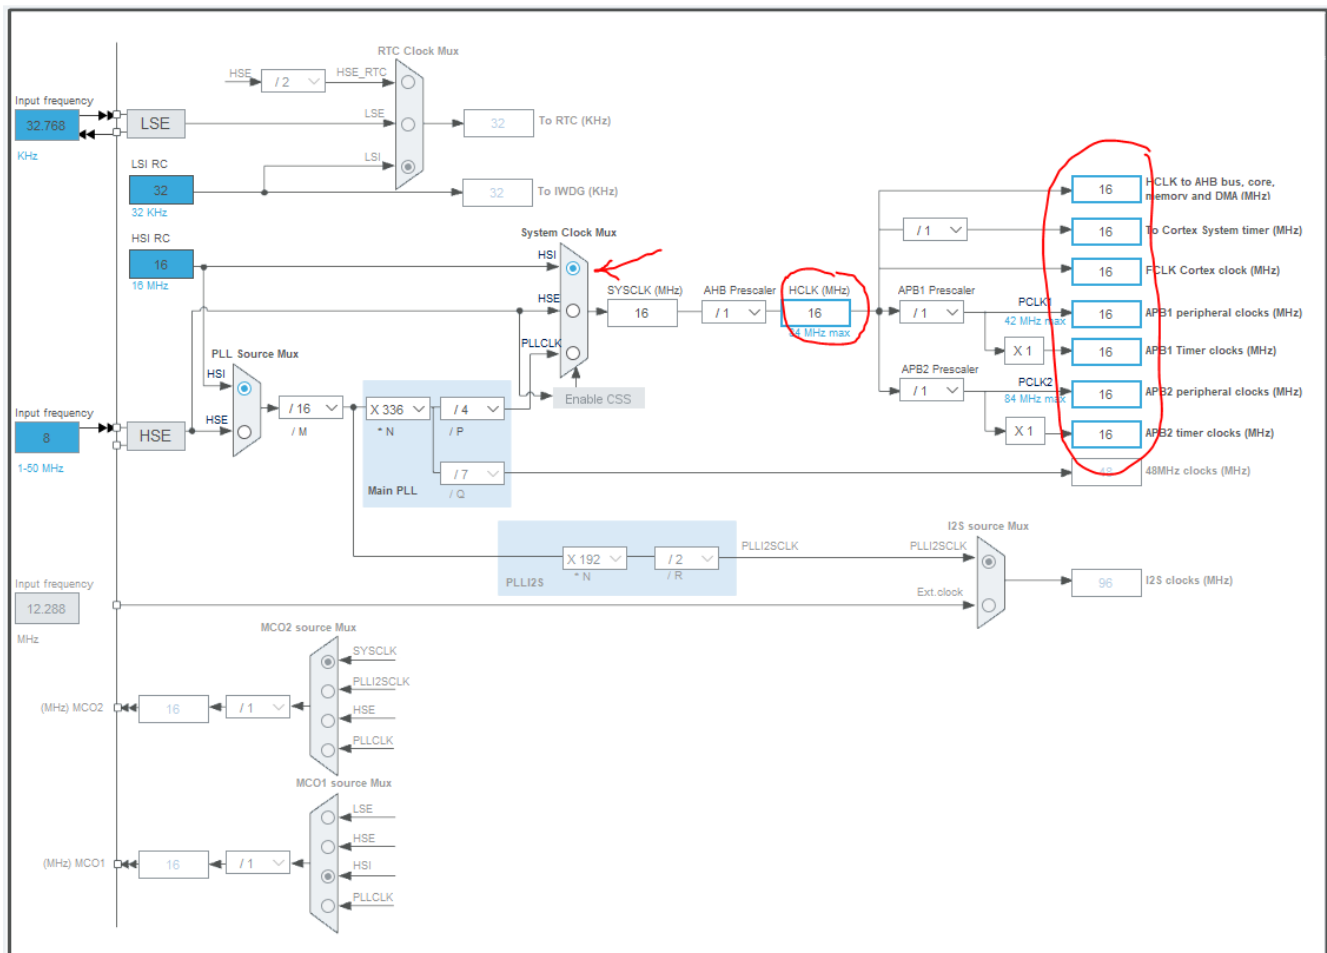 RTC Clock Mux
HSE
/ 2
HSE_RTC
Input frequency
32.768
KHz
LSE
LSE
32
To RTC (KHz)
LSI
LSI RC
32
32 KHz
32
To IWDG (KHz)
HSI RC
16
16 MHz
System Clock Mux
HSI
HSE
PLLCLK
SYSCLK (MHz)
16
AHB Prescaler
/ 1
HCLK (MHz)
16
MHz max
Enable CSS
16
HCLK to AHB bus, core,
memory and DMA (MHz)
/ 1
16
To Cortex System timer (MHz)
16
FCLK Cortex clock (MHz)
APB1 Prescaler
/ 1
PCLK1
42 MHz max
16
APB1 peripheral clocks (MHz)
X 1
16
APB1 Timer clocks (MHz)
APB2 Prescaler
/ 1
PCLK2
84 MHz max
16
APB2 peripheral clocks (MHz)
X 1
16
APB2 timer clocks (MHz)
48
48MHz clocks (MHz)
PLL Source Mux
HSI
HSE
Input frequency
8
1-50 MHz
HSE
/ 16
/ M
X 336
* N
/ 4
/ P
/ 7
/ Q
Main PLL
X 192
* N
/ 2
/ R
PLLI2S
PLLI2SCLK
I2S source Mux
PLLI2SCLK
Ext.clock
96
I2S clocks (MHz)
Input frequency
12.288
MHz
MCO2 source Mux
SYSCLK
PLLI2SCLK
HSE
PLLCLK
(MHz) MCO2
16
/ 1
MCO1 source Mux
LSE
HSE
HSI
PLLCLK
(MHz) MCO1
16
/ 1